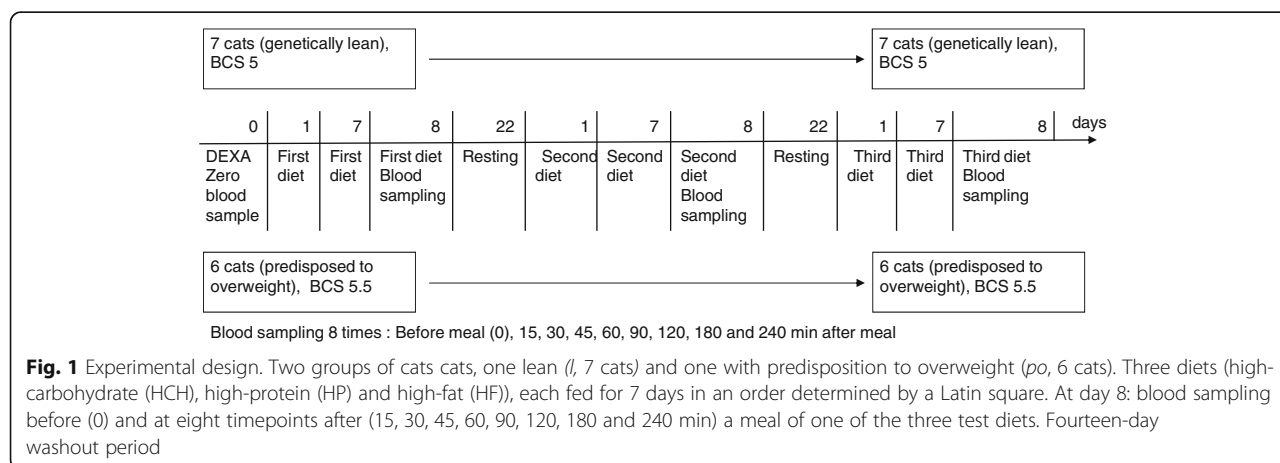 7 cats (genetically lean),
BCS 5
7 cats (genetically lean),
BCS 5
0 1 7 8 22 1 7 8 22 1 7 8 days
DEXA
Zero
blood
sample
First
diet
First
diet
First diet
Blood
sampling
Resting
Second
diet
Second
diet
Second
diet
Blood
sampling
Resting
Third
diet
Third
diet
Third diet
Blood
sampling
6 cats (predisposed to
overweight), BCS 5.5
6 cats (predisposed to
overweight), BCS 5.5
Blood sampling 8 times : Before meal (0), 15, 30, 45, 60, 90, 120, 180 and 240 min after meal
Fig. 1 Experimental design. Two groups of cats cats, one lean (l, 7 cats) and one with predisposition to overweight (po, 6 cats). Three diets (high-
carbohydrate (HCH), high-protein (HP) and high-fat (HF)), each fed for 7 days in an order determined by a Latin square. At day 8: blood sampling
before (0) and at eight timepoints after (15, 30, 45, 60, 90, 120, 180 and 240 min) a meal of one of the three test diets. Fourteen-day
washout period